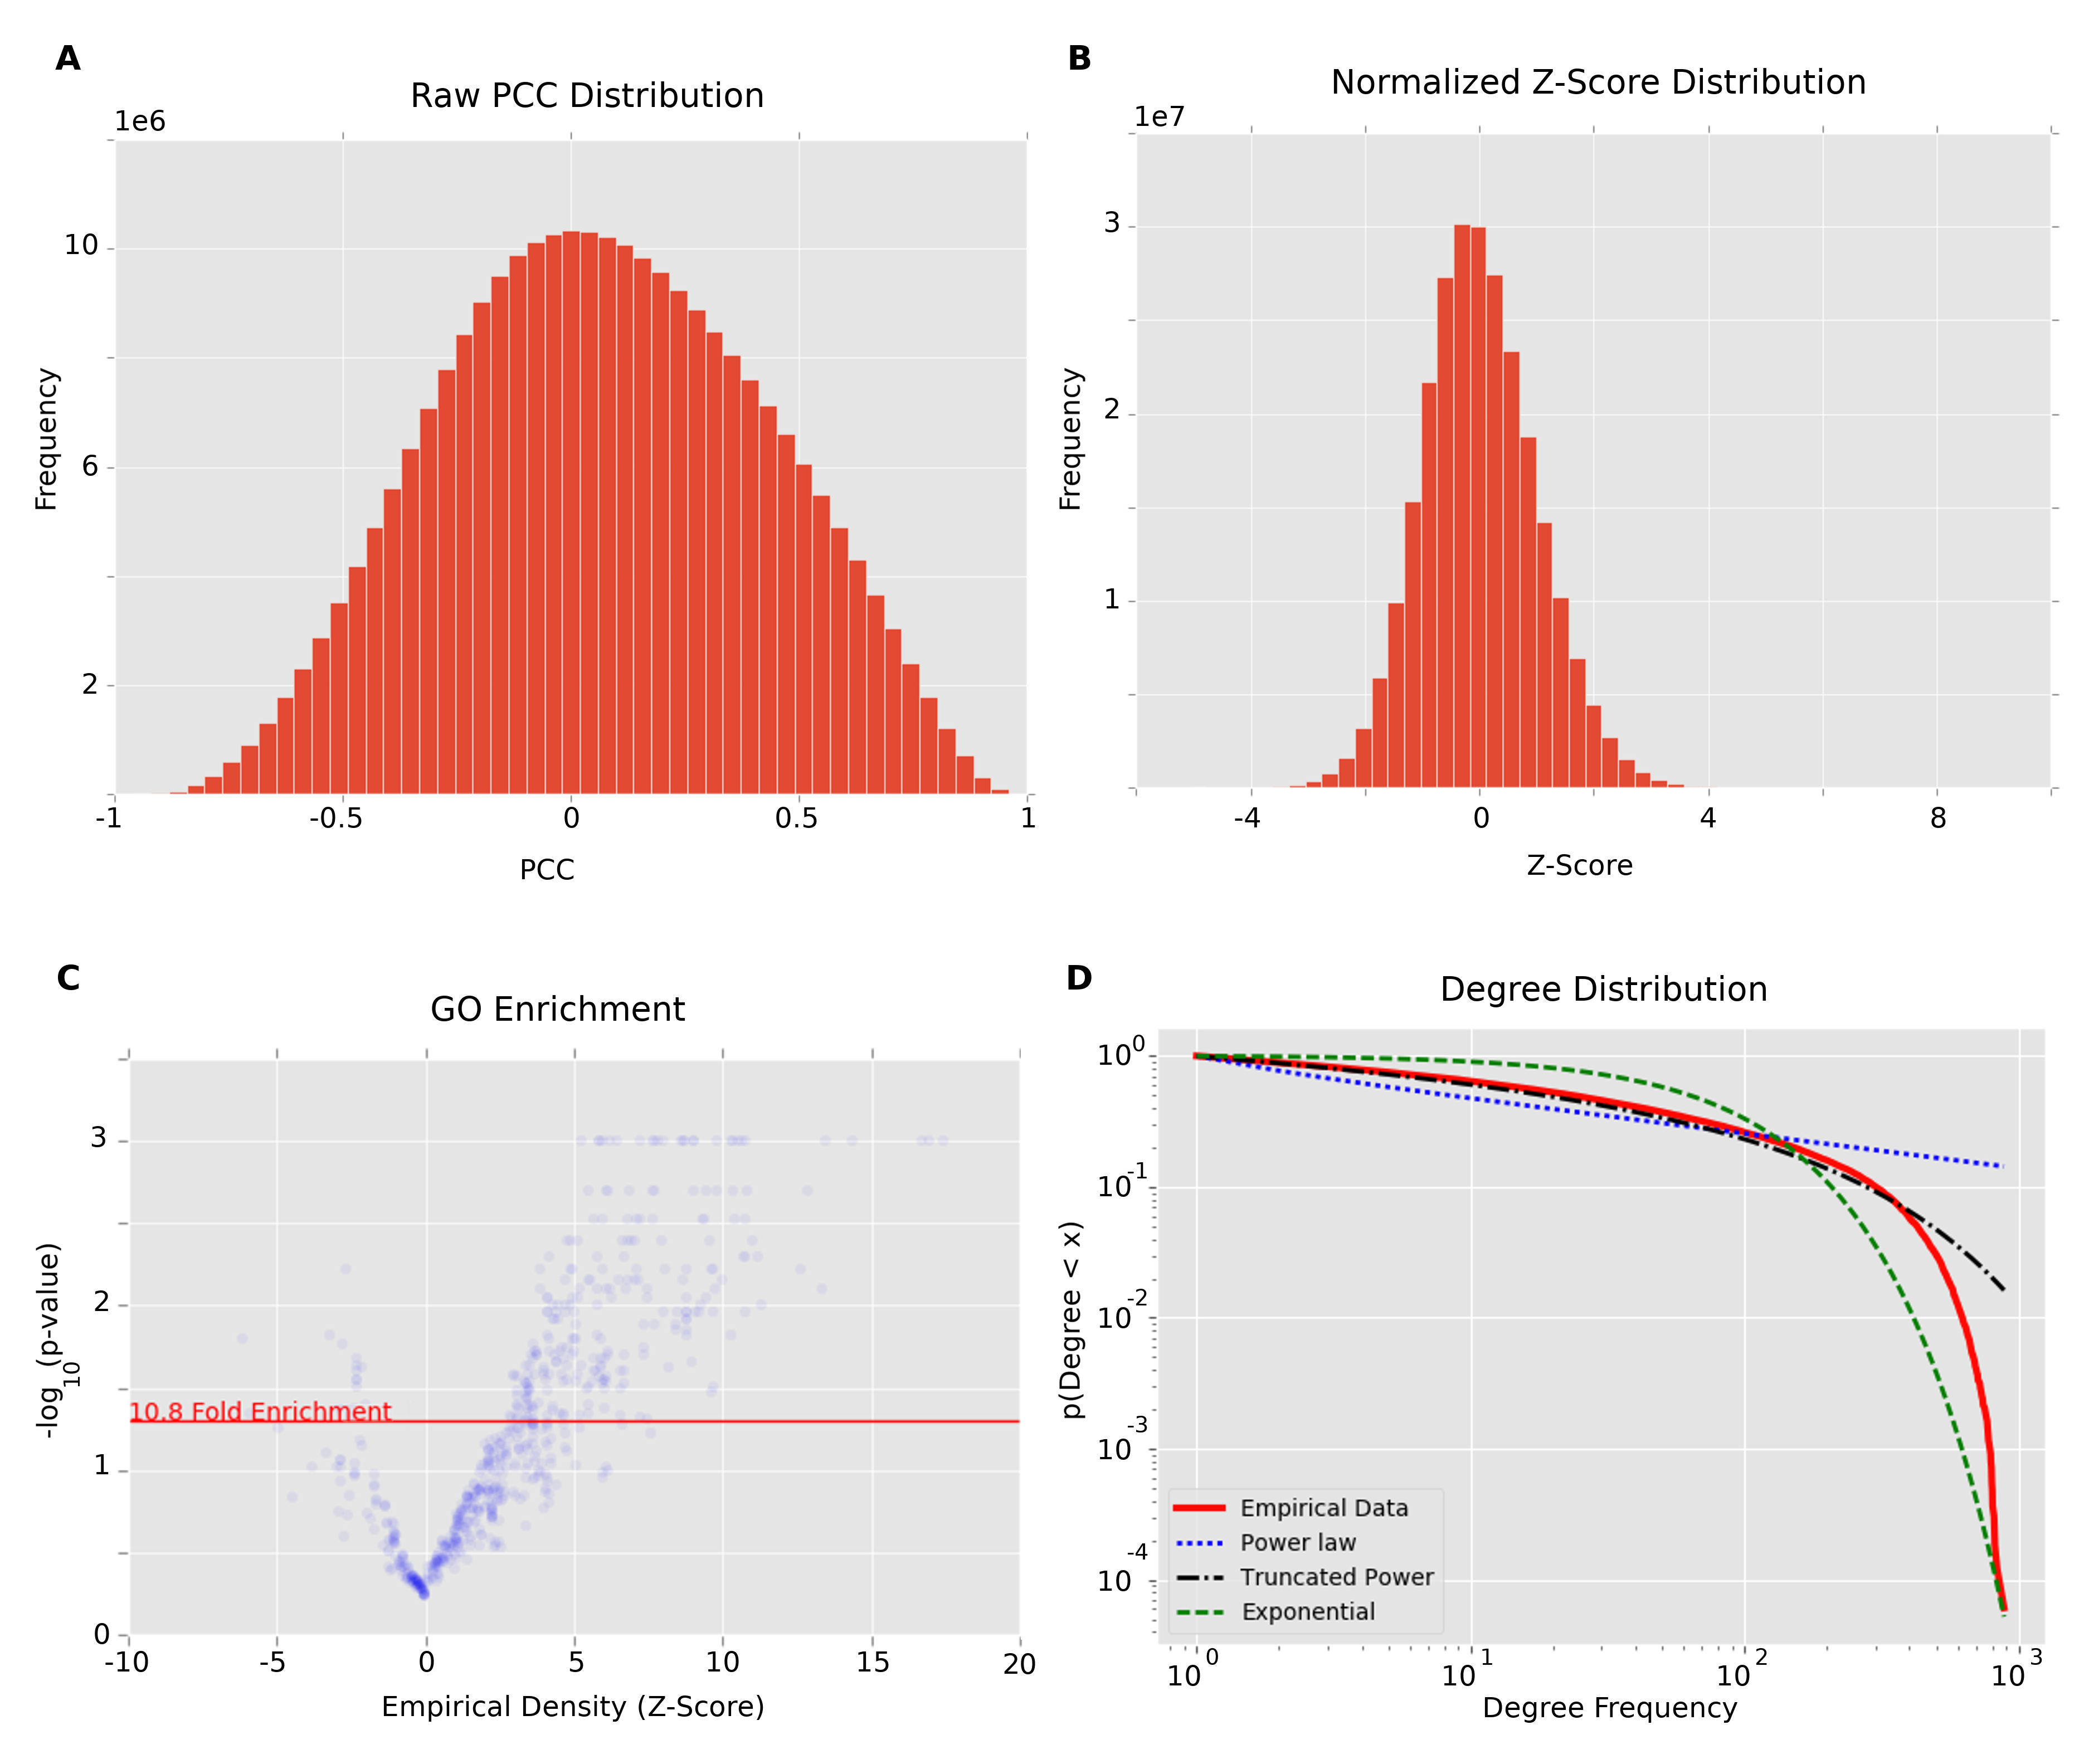 A
Raw PCC Distribution
1e6
10
6
2
Frequency
-1 -0.5 0 0.5 1
PCC
B
Normalized Z-Score Distribution
1e7
3
2
1
Frequency
-4 0 4 8
Z-Score
C
GO Enrichment
3
2
1
0
-log10 (p-value)
10.8 Fold Enrichment
-10 -5 0 5 10 15 20
Empirical Density (Z-Score)
D
Degree Distribution
10^0
10^-1
10^-2
10^-3
10^-4
p(Degree < x)
Empirical Data
Power law
Truncated Power
Exponential
10^0 10^1 10^2 10^3
Degree Frequency